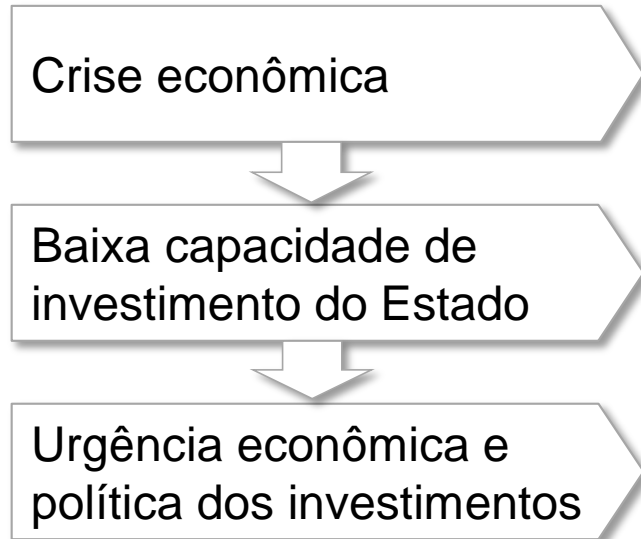 Crise econômica
Baixa capacidade de
investimento do Estado
Urgência econômica e
política dos investimentos